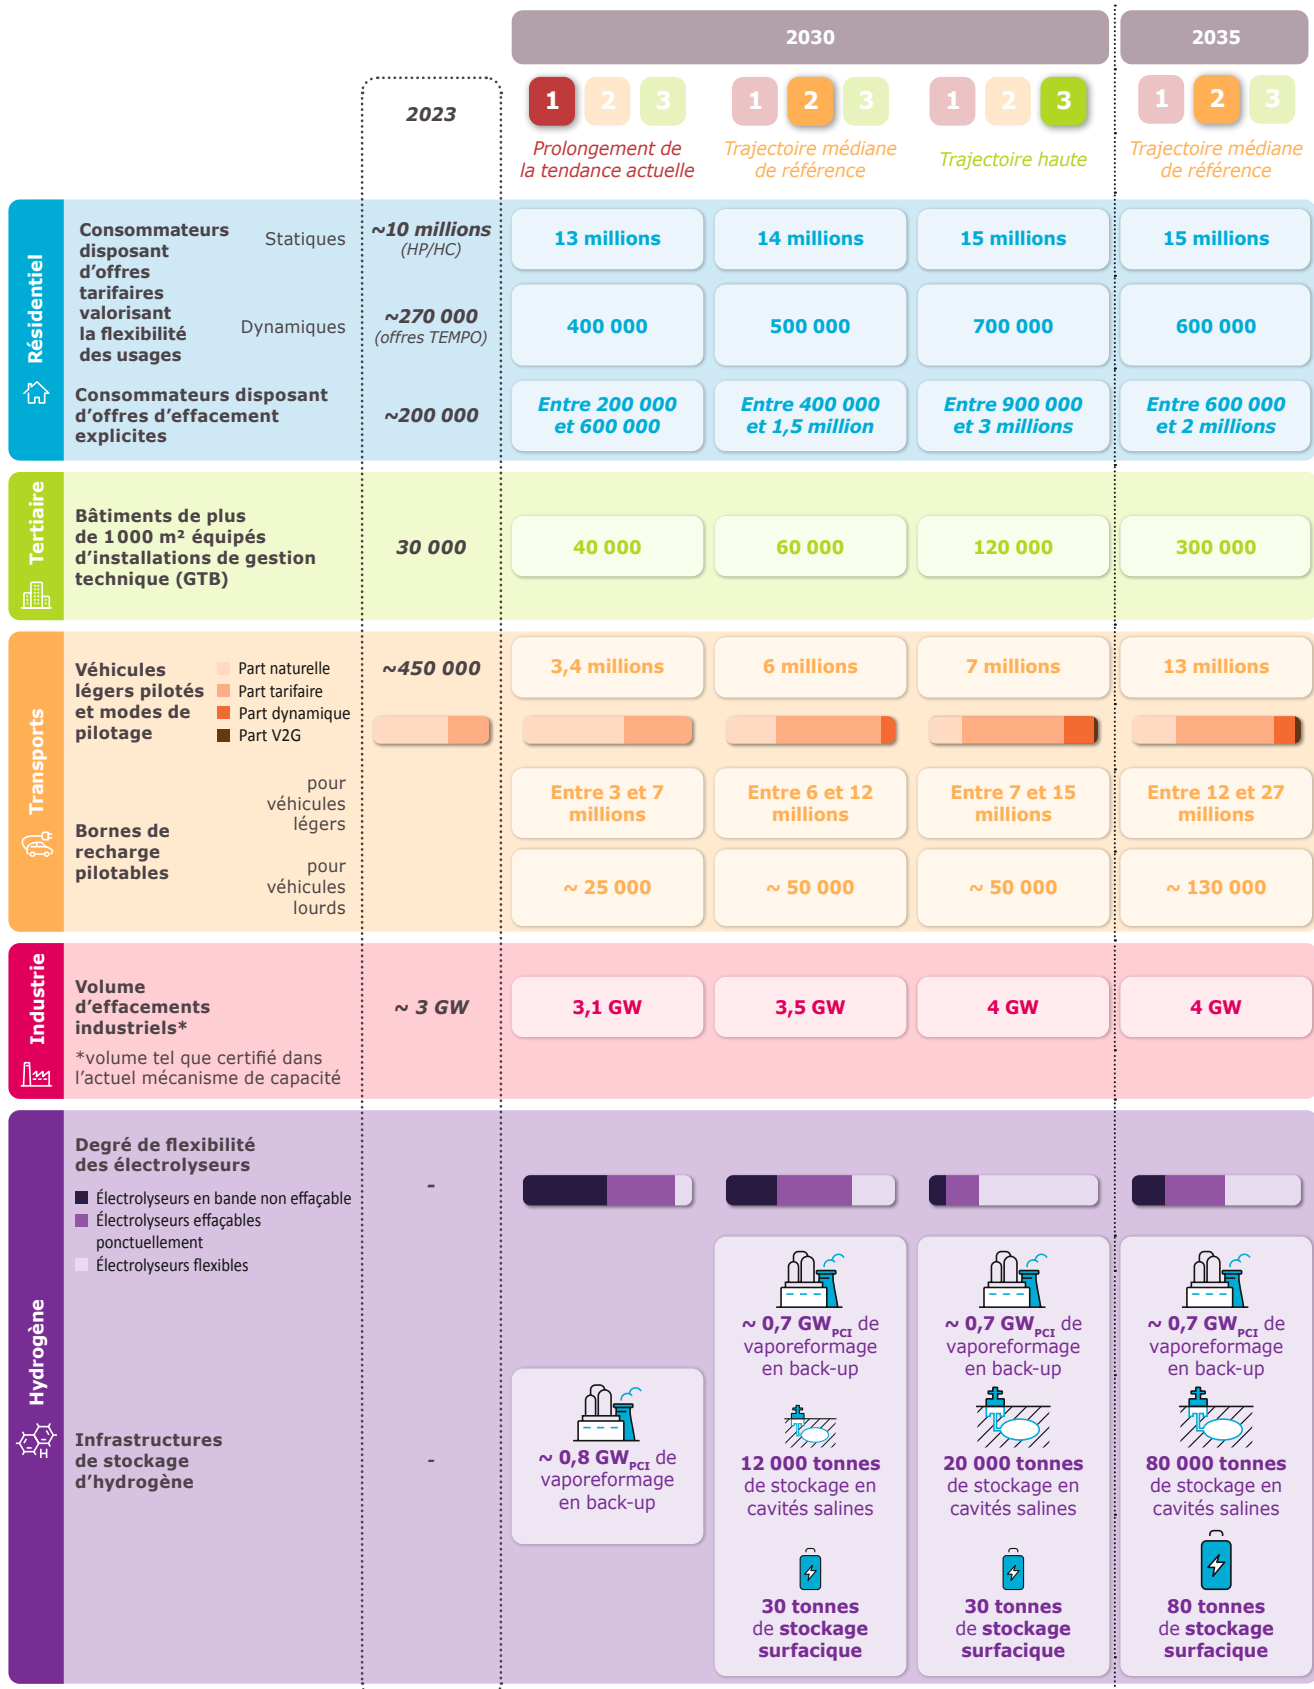 2030
2035
2023
1
2
3
1
2
3
1
2
3
1
2
3
Prolongement de
la tendance actuelle
Trajectoire médiane
de référence
Trajectoire haute
Trajectoire médiane
de référence
Résidentiel
Consommateurs
disposant
d'offres
tarifaires
valorisant
la flexibilité
des usages
Statiques
~10 millions
(HP/HC)
13 millions
14 millions
15 millions
15 millions
Dynamiques
~270 000
(offres TEMPO)
400 000
500 000
700 000
600 000
Consommateurs disposant
d'offres d'effacement
explicites
~200 000
Entre 200 000
et 600 000
Entre 400 000
et 1,5 million
Entre 900 000
et 3 millions
Entre 600 000
et 2 millions
Tertiaire
Bâtiments de plus
de 1000 m² équipés
d'installations de gestion
technique (GTB)
30 000
40 000
60 000
120 000
300 000
Transports
Véhicules
légers pilotés
et modes de
pilotage
Part naturelle
Part tarifaire
Part dynamique
Part V2G
~450 000
3,4 millions
6 millions
7 millions
13 millions
Bornes de
recharge
pilotables
pour
véhicules
légers
Entre 3 et 7
millions
Entre 6 et 12
millions
Entre 7 et 15
millions
Entre 12 et 27
millions
pour
véhicules
lourds
~ 25 000
~ 50 000
~ 50 000
~ 130 000
Industrie
Volume
d'effacements
industriels*
*volume tel que certifié dans
l'actuel mécanisme de capacité
~ 3 GW
3,1 GW
3,5 GW
4 GW
4 GW
Hydrogène
Degré de flexibilité
des électrolyseurs
Électrolyseurs en bande non effaçable
Électrolyseurs effaçables
ponctuellement
Électrolyseurs flexibles
-
Infrastructures
de stockage
d'hydrogène
-
~ 0,8 GWPCI de
vaporeformage
en back-up
~ 0,7 GWPCI de
vaporeformage
en back-up
12 000 tonnes
de stockage en
cavités salines
30 tonnes
de stockage
surfacique
~ 0,7 GWPCI de
vaporeformage
en back-up
20 000 tonnes
de stockage en
cavités salines
30 tonnes
de stockage
surfacique
~ 0,7 GWPCI de
vaporeformage
en back-up
80 000 tonnes
de stockage en
cavités salines
80 tonnes
de stockage
surfacique